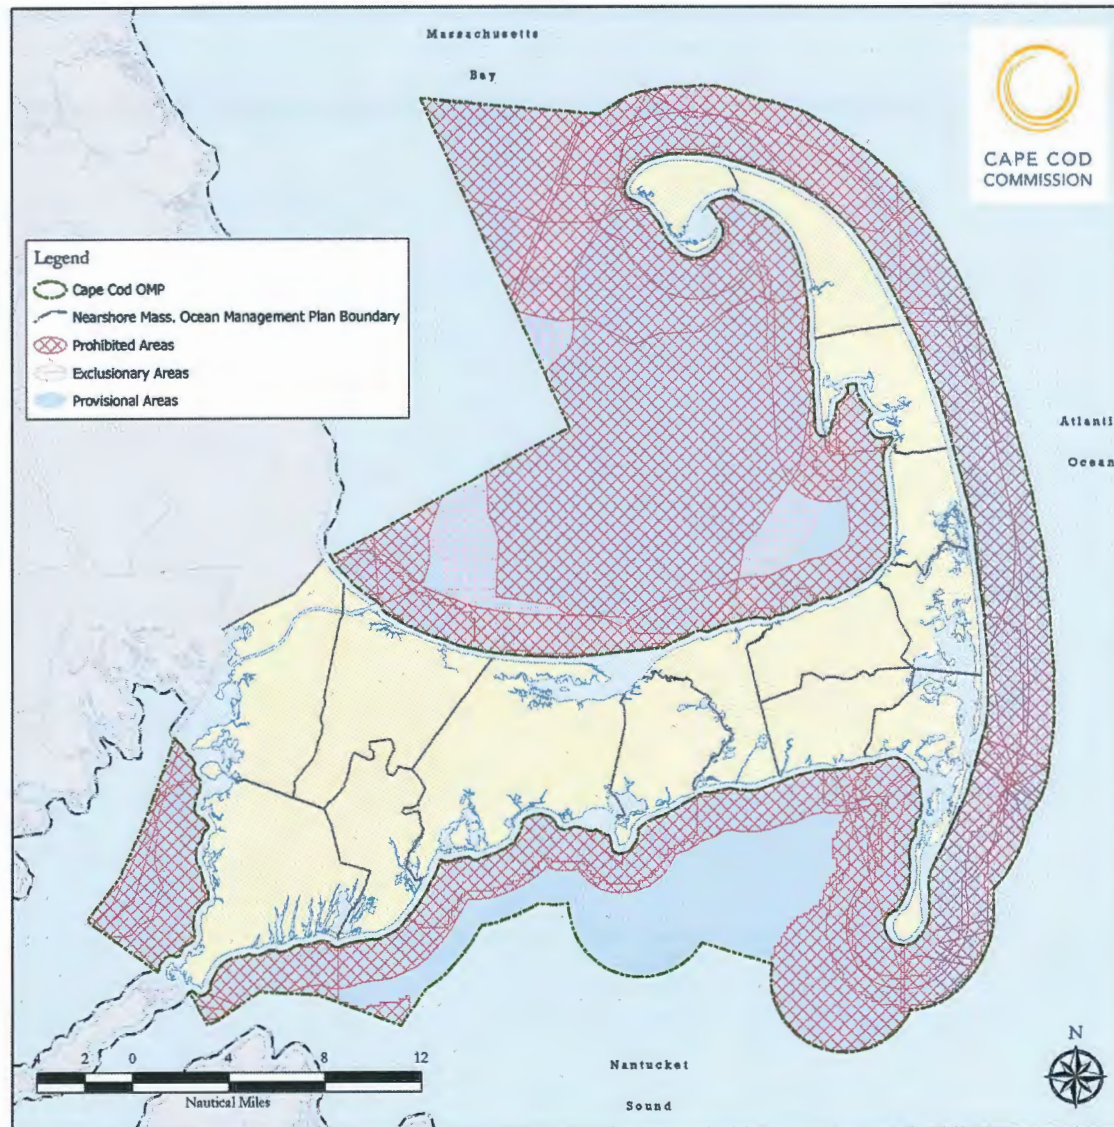 Massachusetts
Bay
CAPE COD
COMMISSION
Legend
Cape Cod OMP
Nearshore Mass. Ocean Management Plan Boundary
Prohibited Areas
Exclusionary Areas
Provisional Areas
Atlanti
Ocean
4 2 0 4 8 12
Nautical Miles
Nantucket
Sound
N